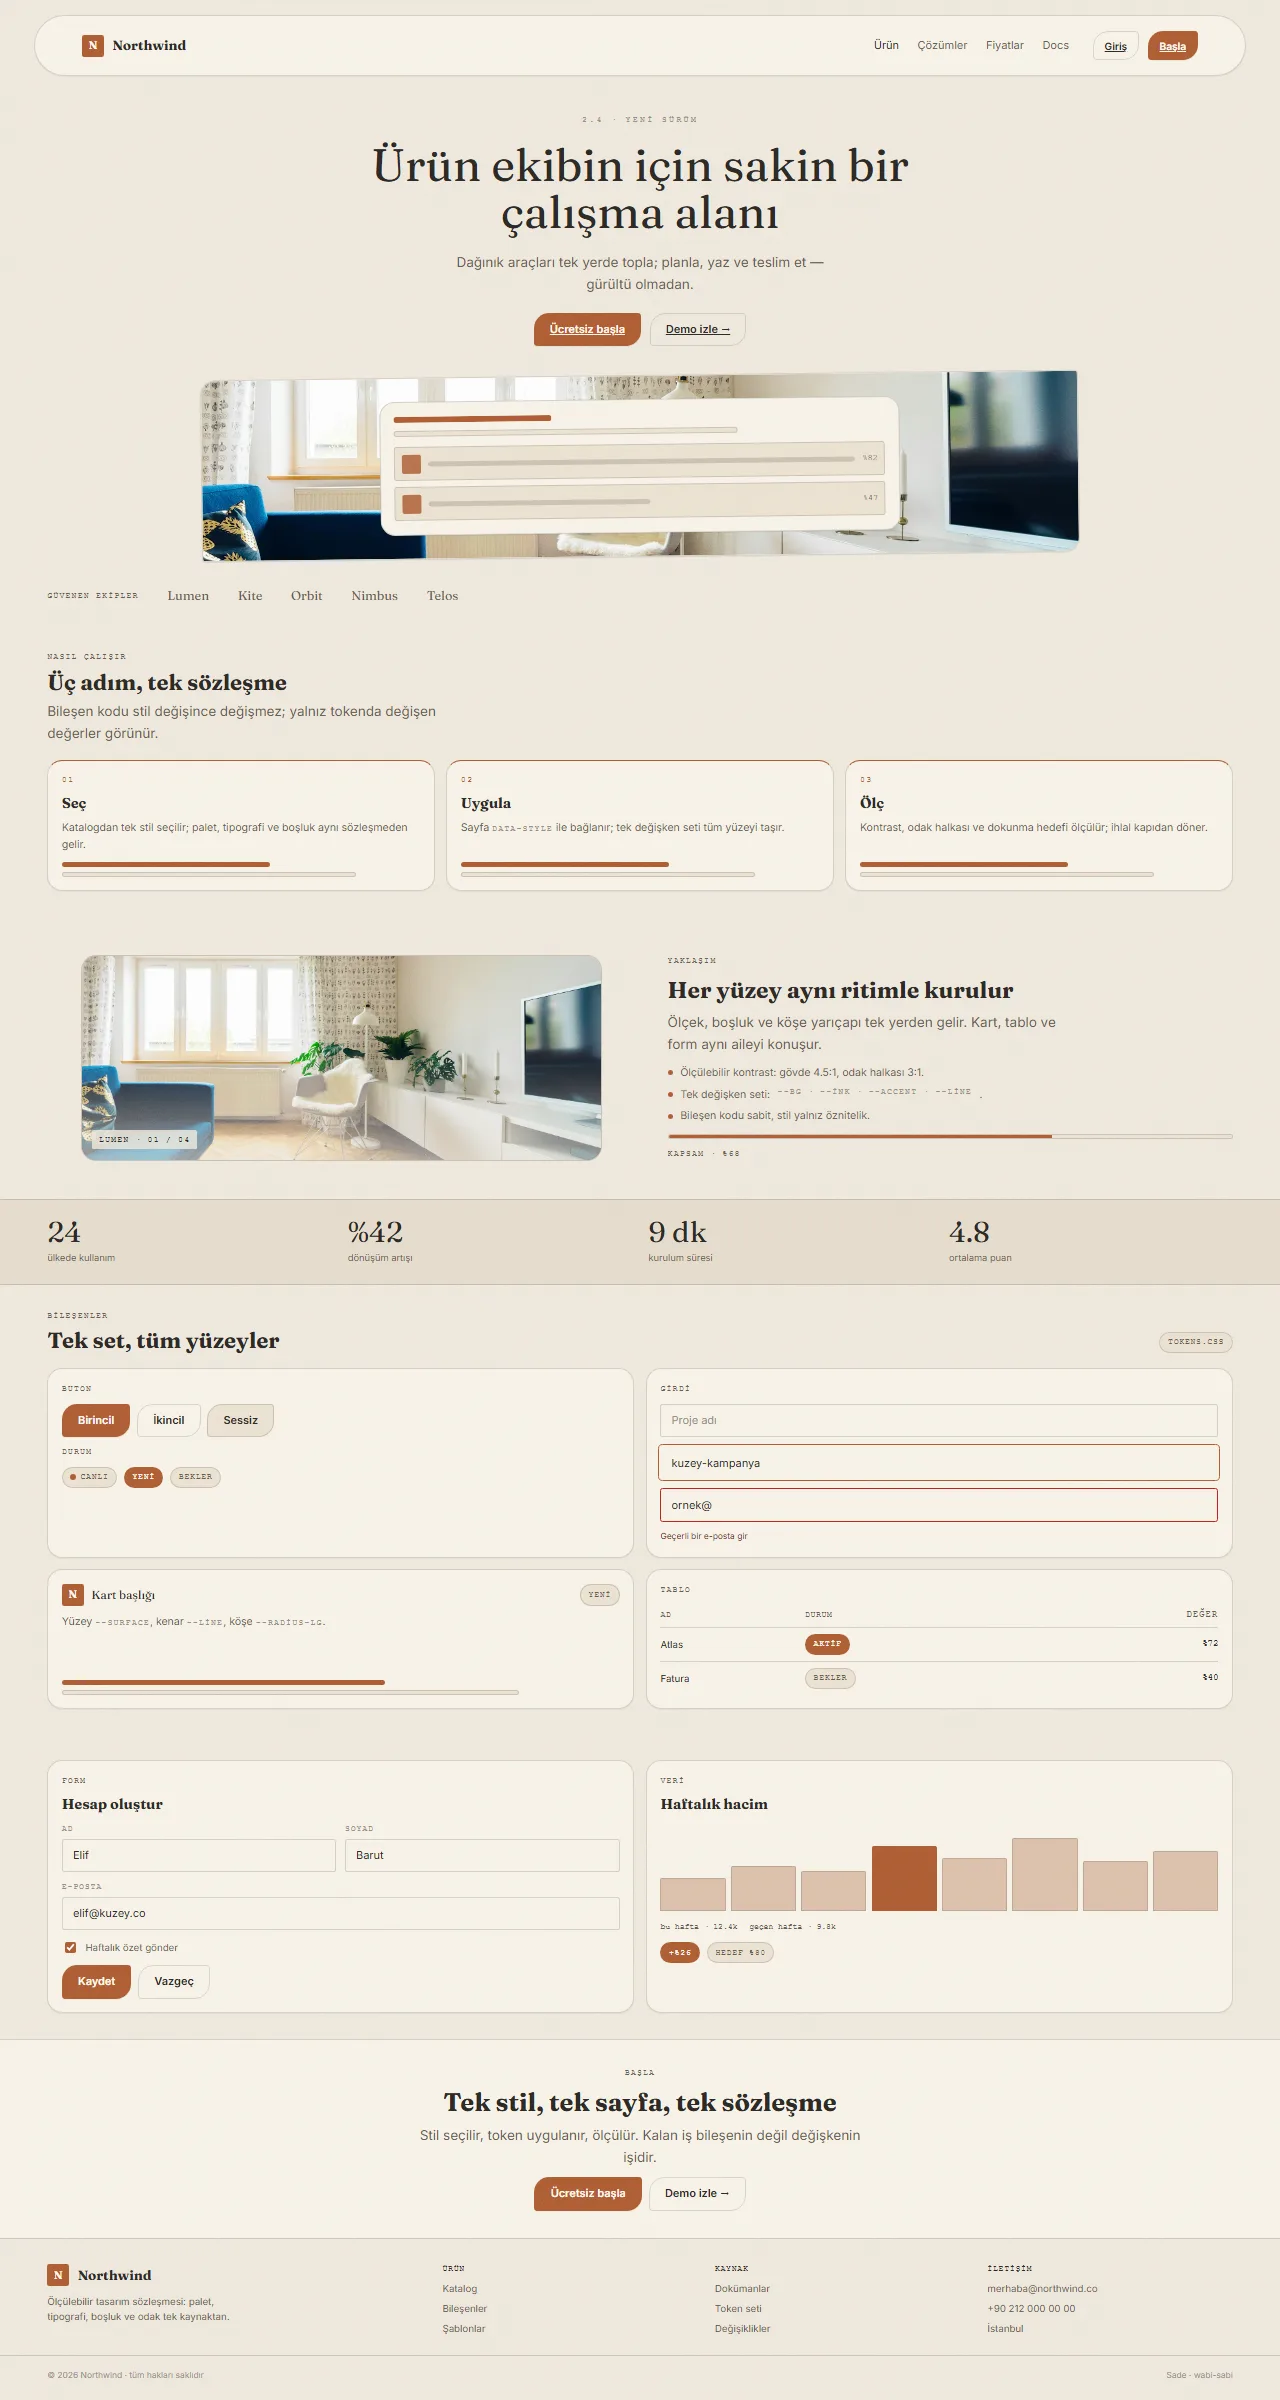 N Northwind
Ürün Çözümler Fiyatlar Docs Giriş Başla
2.4 · YENİ SÜRÜM
Ürün ekibin için sakin bir
çalışma alanı
Dağınık araçları tek yerde topla; planla, yaz ve teslim et —
gürültü olmadan.
Ücretsiz başla Demo izle →
%82
%47
GÜVENEN EKİPLER Lumen Kite Orbit Nimbus Telos
NASIL ÇALIŞIR
Üç adım, tek sözleşme
Bileşen kodu stil değişince değişmez; yalnız tokenda değişen
değerler görünür.
01
Seç
Katalogdan tek stil seçilir; palet, tipografi ve boşluk aynı sözleşmeden
gelir.
02
Uygula
Sayfa DATA-STYLE ile bağlanır; tek değişken seti tüm yüzeyi taşır.
03
Ölç
Kontrast, odak halkası ve dokunma hedefi ölçülür; ihlal kapıdan döner.
LUMEN · 01 / 04
YAKLAŞIM
Her yüzey aynı ritimle kurulur
Ölçek, boşluk ve köşe yarıçapı tek yerden gelir. Kart, tablo ve
form aynı aileyi konuşur.
Ölçülebilir kontrast: gövde 4.5:1, odak halkası 3:1.
Tek değişken seti: --BG · --İNK · --ACCENT · --LİNE .
Bileşen kodu sabit, stil yalnız öznitelik.
KAPSAM · %68
24
ülkede kullanım
%42
dönüşüm artışı
9 dk
kurulum süresi
4.8
ortalama puan
BİLEŞENLER
Tek set, tüm yüzeyler
TOKENS.CSS
BUTON
Birincil İkincil Sessiz
DURUM
CANLI YENİ BEKLER
GİRDİ
Proje adı
kuzey-kampanya
ornek@
Geçerli bir e-posta gir
N Kart başlığı YENİ
Yüzey --SURFACE, kenar --LİNE, köşe --RADİUS-LG.
TABLO
AD DURUM DEĞER
Atlas AKTİF %72
Fatura BEKLER %40
FORM
Hesap oluştur
AD SOYAD
Elif Barut
E-POSTA
elif@kuzey.co
Haftalık özet gönder
Kaydet Vazgeç
VERİ
Haftalık hacim
bu hafta · 12.4k geçen hafta · 9.8k
+%26 HEDEF %80
BAŞLA
Tek stil, tek sayfa, tek sözleşme
Stil seçilir, token uygulanır, ölçülür. Kalan iş bileşenin değil değişkenin
işidir.
Ücretsiz başla Demo izle →
N Northwind
Ölçülebilir tasarım sözleşmesi: palet,
tipografi, boşluk ve odak tek kaynaktan.
ÜRÜN
Katalog
Bileşenler
Şablonlar
KAYNAK
Dokümanlar
Token seti
Değişiklikler
İLETİŞİM
merhaba@northwind.co
+90 212 000 00 00
İstanbul
© 2026 Northwind · tüm hakları saklıdır
Sade · wabi-sabi